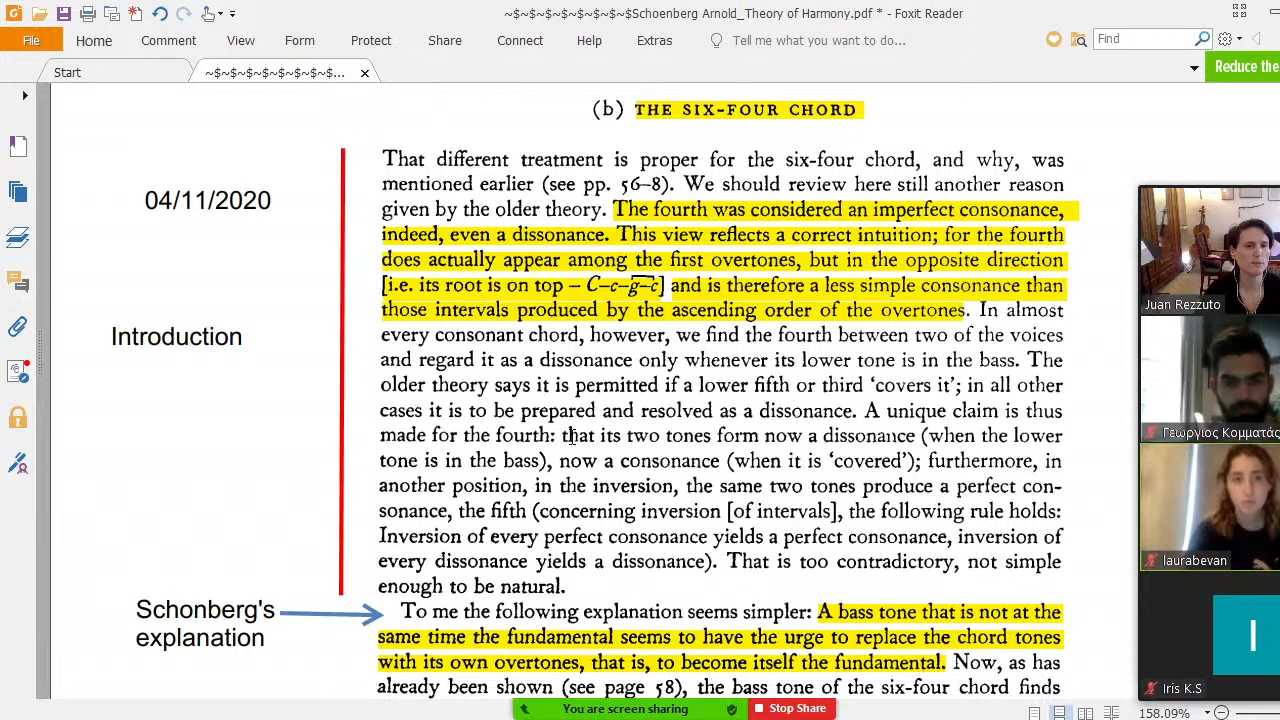 ~$~$~$~$~$~$~$~$Schoenberg Arnold_Theory of Harmony.pdf * - Foxit Reader
File Home Comment View Form Protect Share Connect Help Extras Tell me what you want to do... Find
Start ~$~$~$~$~$~$~$... Reduce the
(b) THE SIX-FOUR CHORD
That different treatment is proper for the six-four chord, and why, was
mentioned earlier (see pp. 56–8). We should review here still another reason
given by the older theory. The fourth was considered an imperfect consonance,
indeed, even a dissonance. This view reflects a correct intuition; for the fourth
does actually appear among the first overtones, but in the opposite direction
[i.e. its root is on top – C–c–g–c] and is therefore a less simple consonance than
those intervals produced by the ascending order of the overtones. In almost
every consonant chord, however, we find the fourth between two of the voices
and regard it as a dissonance only whenever its lower tone is in the bass. The
older theory says it is permitted if a lower fifth or third ‘covers it’; in all other
cases it is to be prepared and resolved as a dissonance. A unique claim is thus
made for the fourth: that its two tones form now a dissonance (when the lower
tone is in the bass), now a consonance (when it is ‘covered’); furthermore, in
another position, in the inversion, the same two tones produce a perfect con-
sonance, the fifth (concerning inversion [of intervals], the following rule holds:
Inversion of every perfect consonance yields a perfect consonance, inversion of
every dissonance yields a dissonance). That is too contradictory, not simple
enough to be natural.
To me the following explanation seems simpler: A bass tone that is not at the
same time the fundamental seems to have the urge to replace the chord tones
with its own overtones, that is, to become itself the fundamental. Now, as has
already been shown (see page 58), the bass tone of the six-four chord finds
04/11/2020
Introduction
Schonberg's
explanation
Juan Rezzuto
Γεώργιος Κομματάς
laurabevan
I
Iris K.S
You are screen sharing Stop Share
158.09%